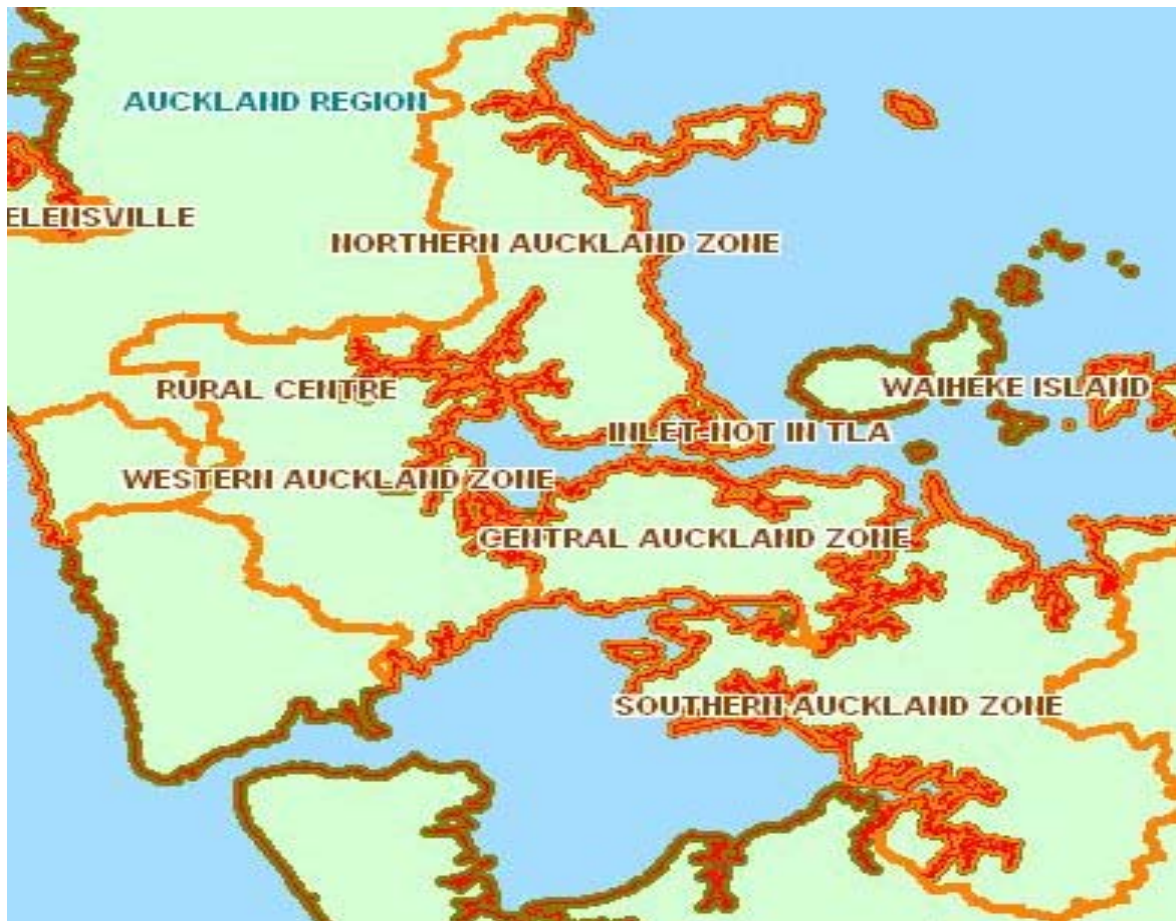 AUCKLAND REGION
ELENSVILLE
NORTHERN AUCKLAND ZONE
RURAL CENTRE
WAIHEKE ISLAND
INLET-NOT IN TLA
WESTERN AUCKLAND ZONE
CENTRAL AUCKLAND ZONE
SOUTHERN AUCKLAND ZONE